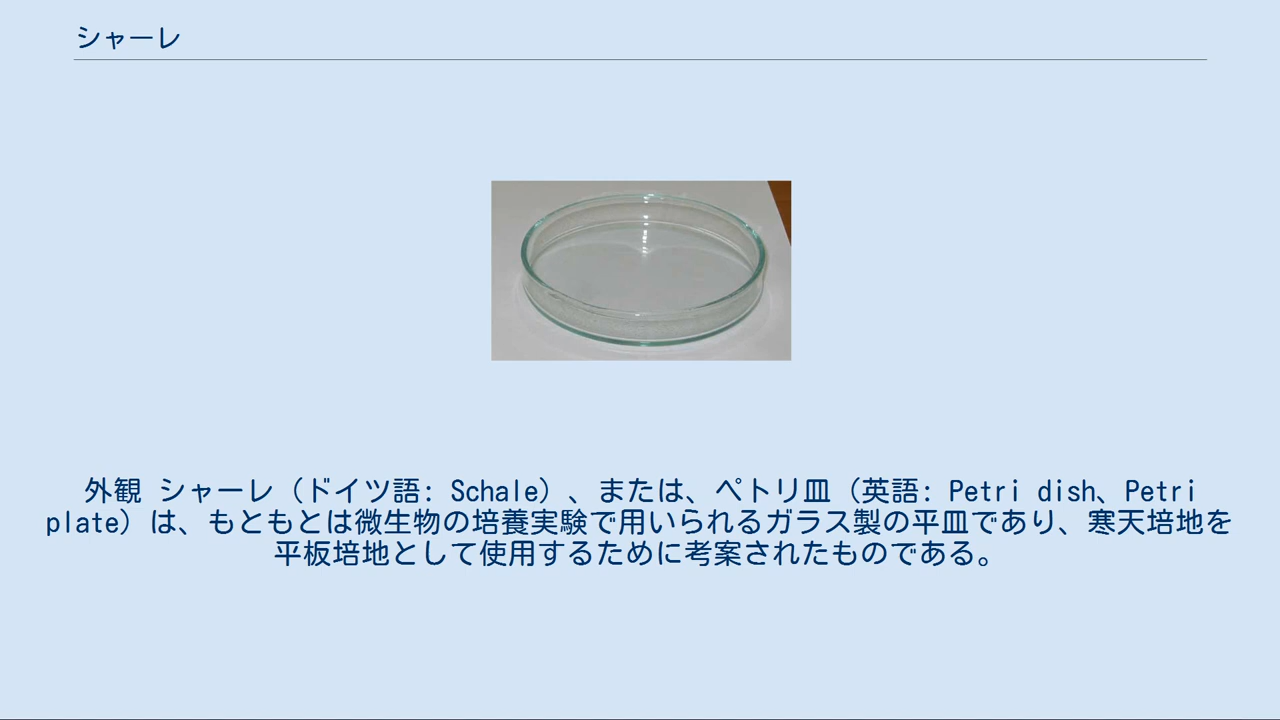 シャーレ
外観 シャーレ（ドイツ語: Schale）、または、ペトリ皿（英語: Petri dish、Petri
plate）は、もともとは微生物の培養実験で用いられるガラス製の平皿であり、寒天培地を
平板培地として使用するために考案されたものである。